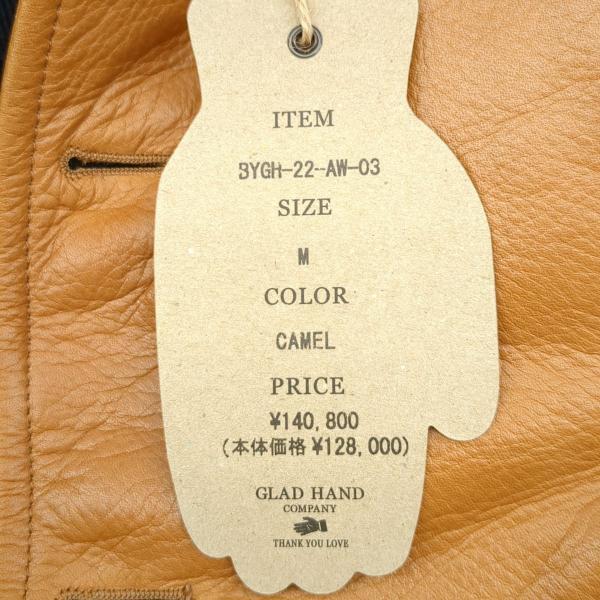 ITEM
BYGH-22-AW-03
SIZE
M
COLOR
CAMEL
PRICE
¥140,800
(本体価格¥128,000)
GLAD HAND
COMPANY
THANK YOU LOVE